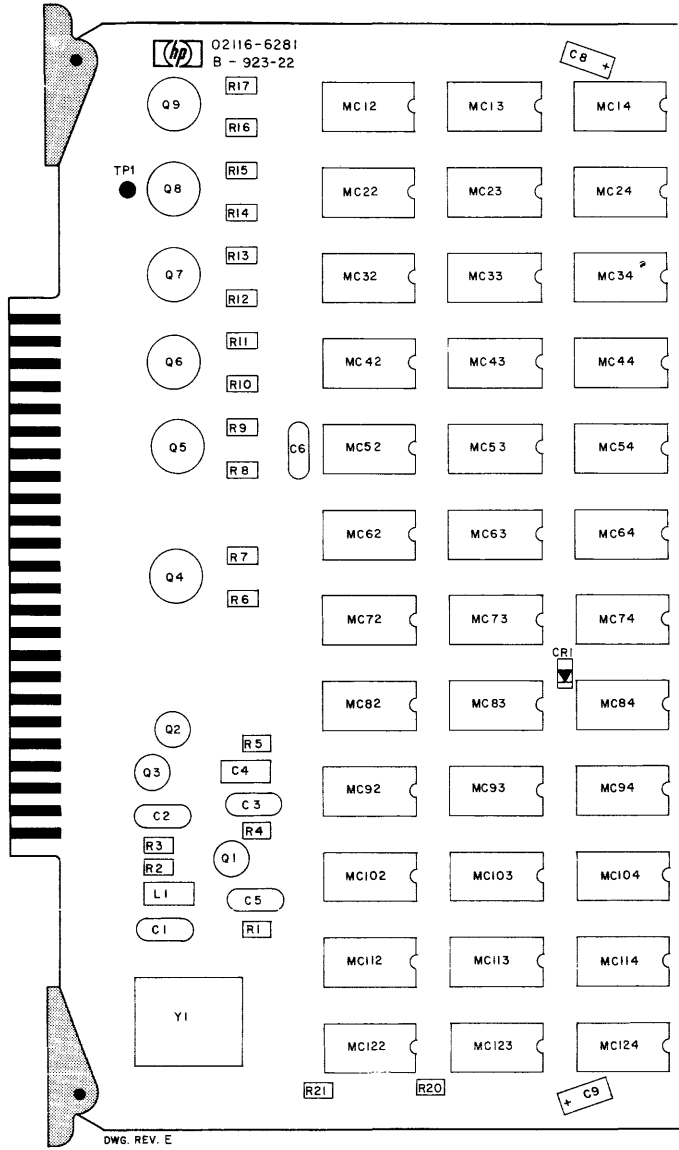 hp 02116-6281
B - 923-22
C8 +
Q9 R17 MC12 MC13 MC14
R16
TP1 Q8 R15 MC22 MC23 MC24
R14
Q7 R13 MC32 MC33 MC34
R12
Q6 R11 MC42 MC43 MC44
R10
Q5 R9 C6 MC52 MC53 MC54
R8
MC62 MC63 MC64
Q4 R7
R6
MC72 MC73 MC74
CR1
MC82 MC83 MC84
Q2
R5
Q3 C4 MC92 MC93 MC94
C2 C3
R4
R3
R2 Q1 MC102 MC103 MC104
L1 C5
C1 R1
MC112 MC113 MC114
Y1
MC122 MC123 MC124
R21 R20 + C9
DWG. REV. E